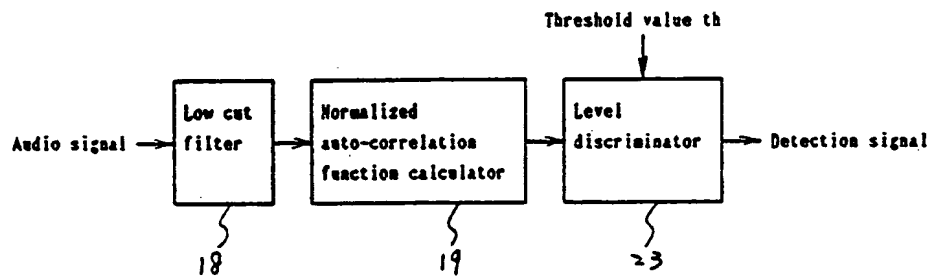 Threshold value th
Low cut
filter
Normalized
auto-correlation
function calculator
Level
discriminator
Audio signal
Detection signal
18
19
23